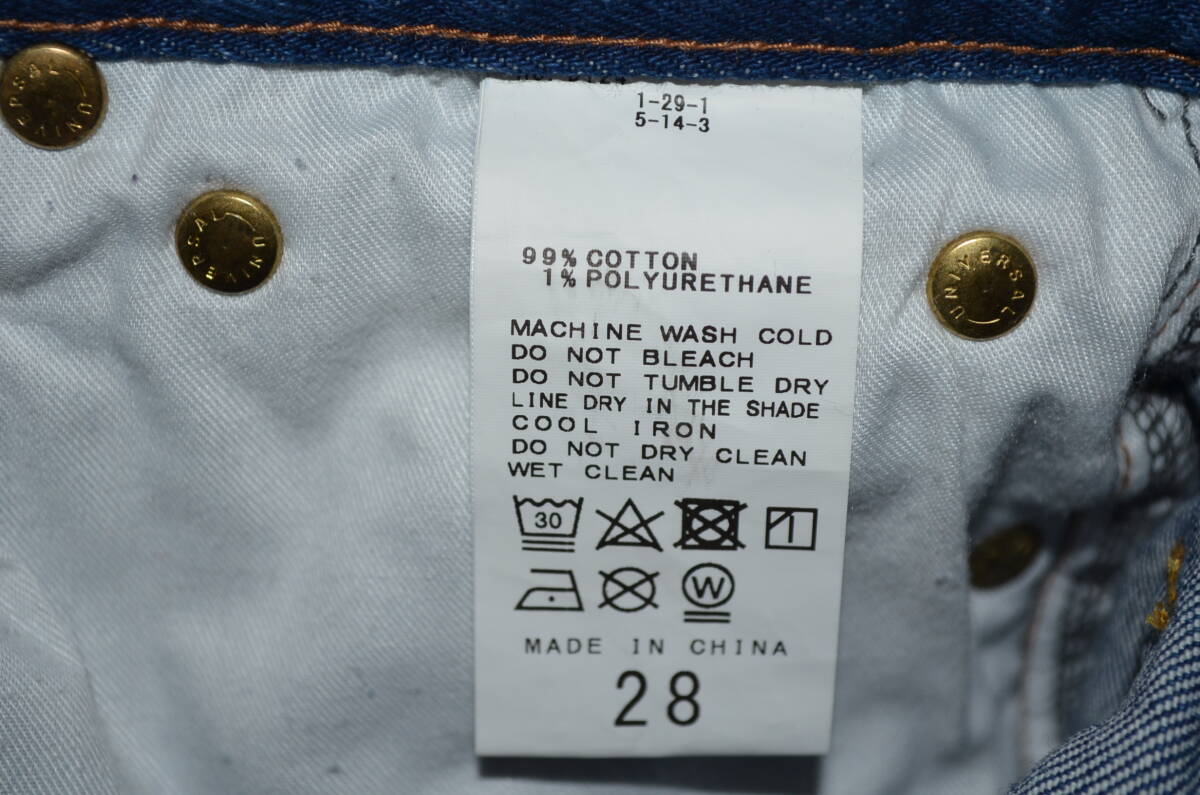 1-29-1
5-14-3
99% COTTON
1% POLYURETHANE
MACHINE WASH COLD
DO NOT BLEACH
DO NOT TUMBLE DRY
LINE DRY IN THE SHADE
COOL IRON
DO NOT DRY CLEAN
WET CLEAN
30
W
MADE IN CHINA
28
UNIVERSAL
UNIVERSAL
UNIVERSAL